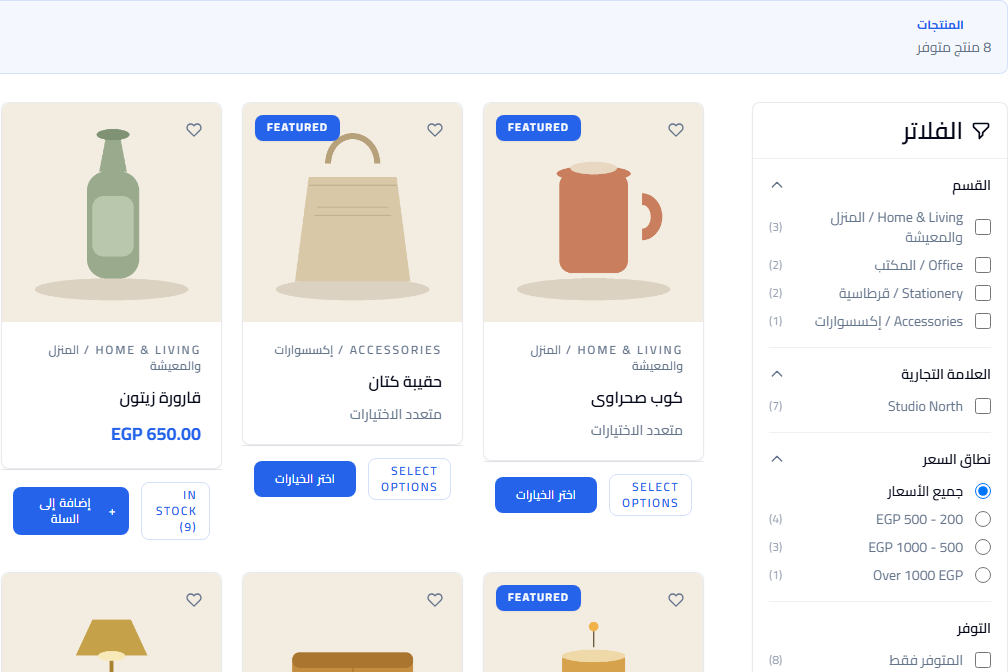 المنتجات
8 منتج متوفر
الفلاتر
القسم
Home & Living / المنزل
والمعيشة
(3)
Office / المكتب
(2)
Stationery / قرطاسية
(2)
Accessories / إكسسوارات
(1)
العلامة التجارية
Studio North
(7)
نطاق السعر
جميع الأسعار
EGP 500 - 200
(4)
EGP 1000 - 500
(3)
Over 1000 EGP
(1)
التوفر
المتوفر فقط
(8)
FEATURED
HOME & LIVING / المنزل
والمعيشة
كوب صحراوى
متعدد الاختيارات
SELECT
OPTIONS
اختر الخيارات
FEATURED
ACCESSORIES / إكسسوارات
حقيبة كتان
متعدد الاختيارات
SELECT
OPTIONS
اختر الخيارات
HOME & LIVING / المنزل
والمعيشة
قارورة زيتون
EGP 650.00
IN
STOCK
(9)
+ إضافة إلى
السلة
FEATURED